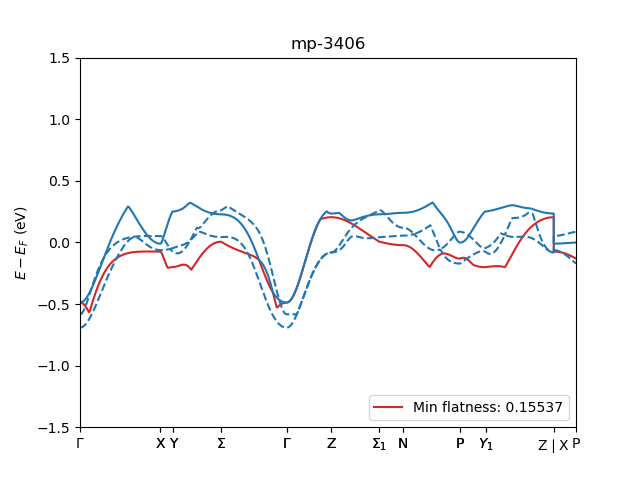 mp-3406
1.5
1.0
0.5
0.0
−0.5
−1.0
−1.5
E − E_F (eV)
Min flatness: 0.15537
Γ X Y Σ Γ Z Σ₁ N P Y₁ Z | X P